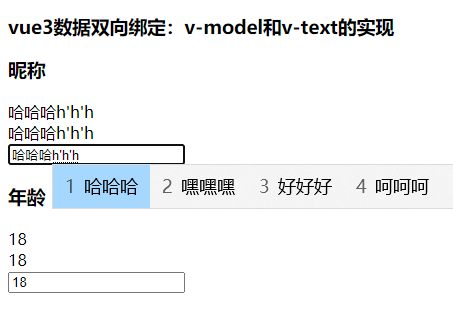 vue3数据双向绑定：v-model和v-text的实现
昵称
哈哈哈h'h'h
哈哈哈h'h'h
哈哈哈h'h'h
1 哈哈哈 2 嘿嘿嘿 3 好好好 4 呵呵呵
年龄
18
18
18